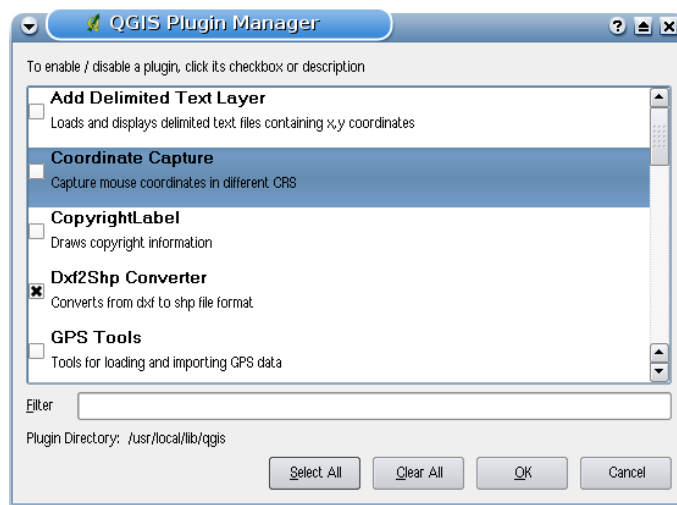 QGIS Plugin Manager
?
To enable / disable a plugin, click its checkbox or description
Add Delimited Text Layer
Loads and displays delimited text files containing x,y coordinates
Coordinate Capture
Capture mouse coordinates in different CRS
CopyrightLabel
Draws copyright information
Dxf2Shp Converter
Converts from dxf to shp file format
GPS Tools
Tools for loading and importing GPS data
Filter
Plugin Directory: /usr/local/lib/qgis
Select All
Clear All
OK
Cancel